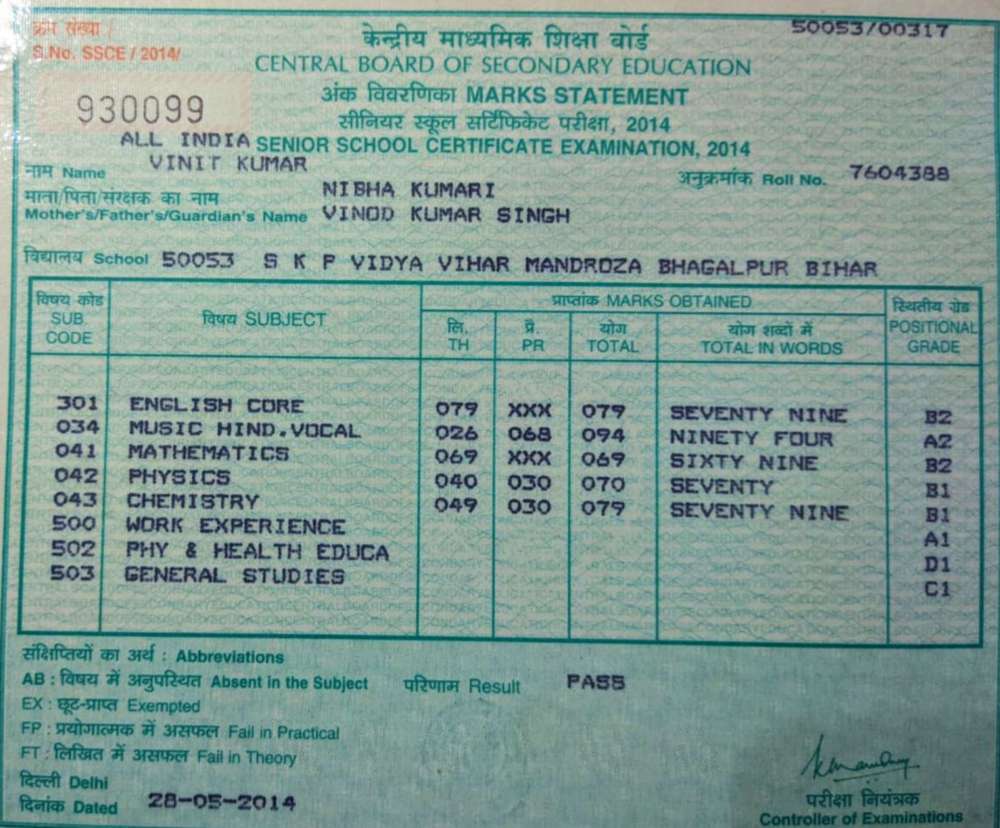 क्रम संख्या / 50053/00317
S.No. SSCE / 2014/
केन्द्रीय माध्यमिक शिक्षा बोर्ड
CENTRAL BOARD OF SECONDARY EDUCATION
930099
अंक विवरणिका MARKS STATEMENT
सीनियर स्कूल सर्टिफिकेट परीक्षा, 2014
ALL INDIA SENIOR SCHOOL CERTIFICATE EXAMINATION, 2014
नाम Name VINIT KUMAR अनुक्रमांक Roll No. 7604388
माता/पिता/संरक्षक का नाम NIBHA KUMARI
Mother's/Father's/Guardian's Name VINOD KUMAR SINGH
विद्यालय School 50053 S K P VIDYA VIHAR MANDROZA BHAGALPUR BIHAR
विषय कोड SUB CODE विषय SUBJECT प्राप्तांक MARKS OBTAINED स्थितीय ग्रेड POSITIONAL GRADE
लि. TH प्रे. PR योग TOTAL योग शब्दों में TOTAL IN WORDS
301 ENGLISH CORE 079 XXX 079 SEVENTY NINE B2
034 MUSIC HIND.VOCAL 026 068 094 NINETY FOUR A2
041 MATHEMATICS 069 XXX 069 SIXTY NINE B2
042 PHYSICS 040 030 070 SEVENTY B1
043 CHEMISTRY 049 030 079 SEVENTY NINE B1
500 WORK EXPERIENCE A1
502 PHY & HEALTH EDUCA D1
503 GENERAL STUDIES C1
संक्षिप्तियों का अर्थ : Abbreviations
AB : विषय में अनुपस्थित Absent in the Subject परिणाम Result PASS
EX : छूट-प्राप्त Exempted
FP : प्रयोगात्मक में असफल Fail in Practical
FT : लिखित में असफल Fail in Theory
दिल्ली Delhi
दिनांक Dated 28-05-2014
परीक्षा नियंत्रक
Controller of Examinations